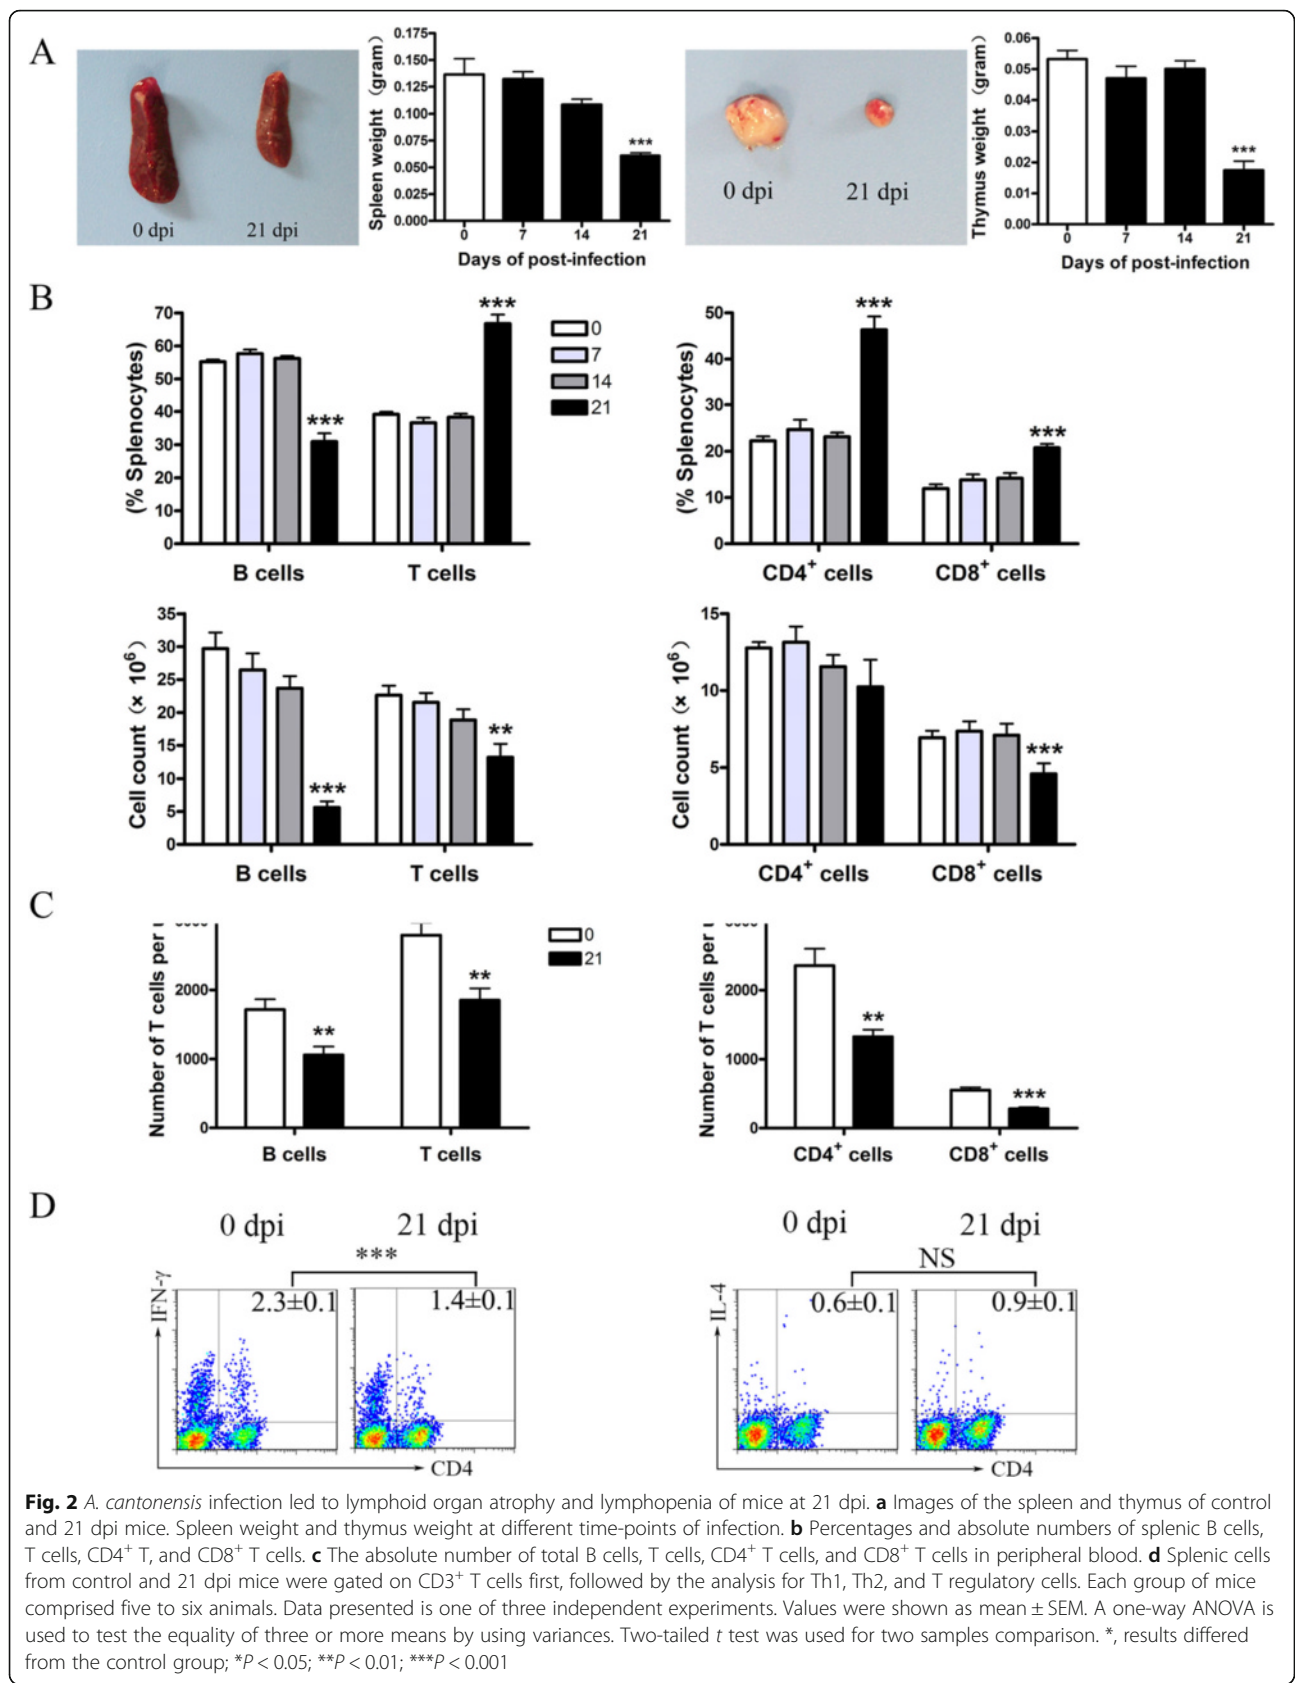 A
0 dpi
21 dpi
Spleen weight (gram)
0.175
0.150
0.125
0.100
0.075
0.050
0.025
0.000
***
0 7 14 21
Days of post-infection
0 dpi
21 dpi
Thymus weight (gram)
0.06
0.05
0.04
0.03
0.02
0.01
0.00
***
0 7 14 21
Days of post-infection
B
(% Splenocytes)
70
60
50
40
30
20
10
0
***
***
B cells T cells
0
7
14
21
(% Splenocytes)
50
40
30
20
10
0
***
***
CD4⁺ cells CD8⁺ cells
Cell count (× 10⁶)
35
30
25
20
15
10
5
0
***
**
B cells T cells
Cell count (× 10⁶)
15
10
5
0
***
CD4⁺ cells CD8⁺ cells
C
Number of T cells per
2000
1000
0
**
**
B cells T cells
0
21
Number of T cells per
2000
1000
0
**
***
CD4⁺ cells CD8⁺ cells
D
0 dpi 21 dpi
***
IFN-γ
2.3±0.1
1.4±0.1
CD4
0 dpi 21 dpi
NS
IL-4
0.6±0.1
0.9±0.1
CD4
Fig. 2 A. cantonensis infection led to lymphoid organ atrophy and lymphopenia of mice at 21 dpi. a Images of the spleen and thymus of control
and 21 dpi mice. Spleen weight and thymus weight at different time-points of infection. b Percentages and absolute numbers of splenic B cells,
T cells, CD4⁺ T, and CD8⁺ T cells. c The absolute number of total B cells, T cells, CD4⁺ T cells, and CD8⁺ T cells in peripheral blood. d Splenic cells
from control and 21 dpi mice were gated on CD3⁺ T cells first, followed by the analysis for Th1, Th2, and T regulatory cells. Each group of mice
comprised five to six animals. Data presented is one of three independent experiments. Values were shown as mean ± SEM. A one-way ANOVA is
used to test the equality of three or more means by using variances. Two-tailed t test was used for two samples comparison. *, results differed
from the control group; *P < 0.05; **P < 0.01; ***P < 0.001